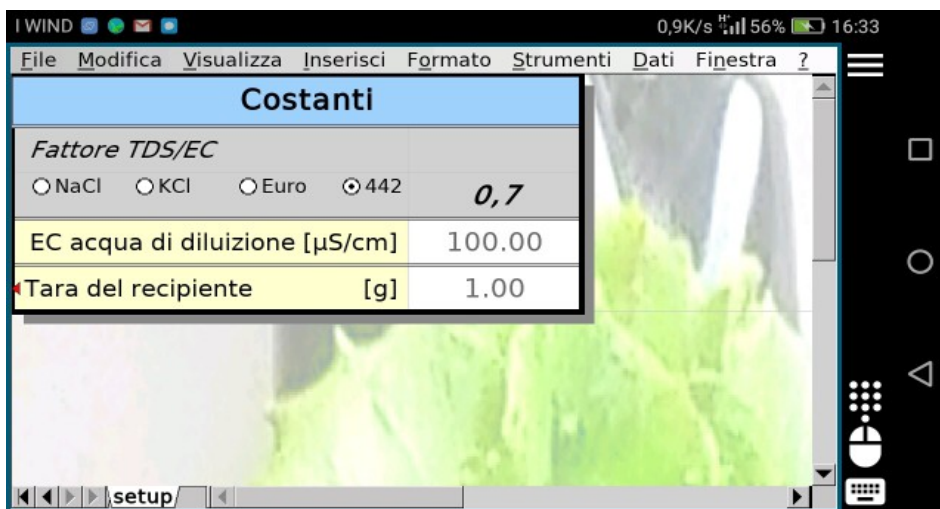 I WIND 0,9K/s H+ 56% 16:33
File Modifica Visualizza Inserisci Formato Strumenti Dati Finestra ?
Costanti
Fattore TDS/EC
NaCl KCl Euro 442 0,7
EC acqua di diluizione [µS/cm] 100.00
Tara del recipiente [g] 1.00
setup